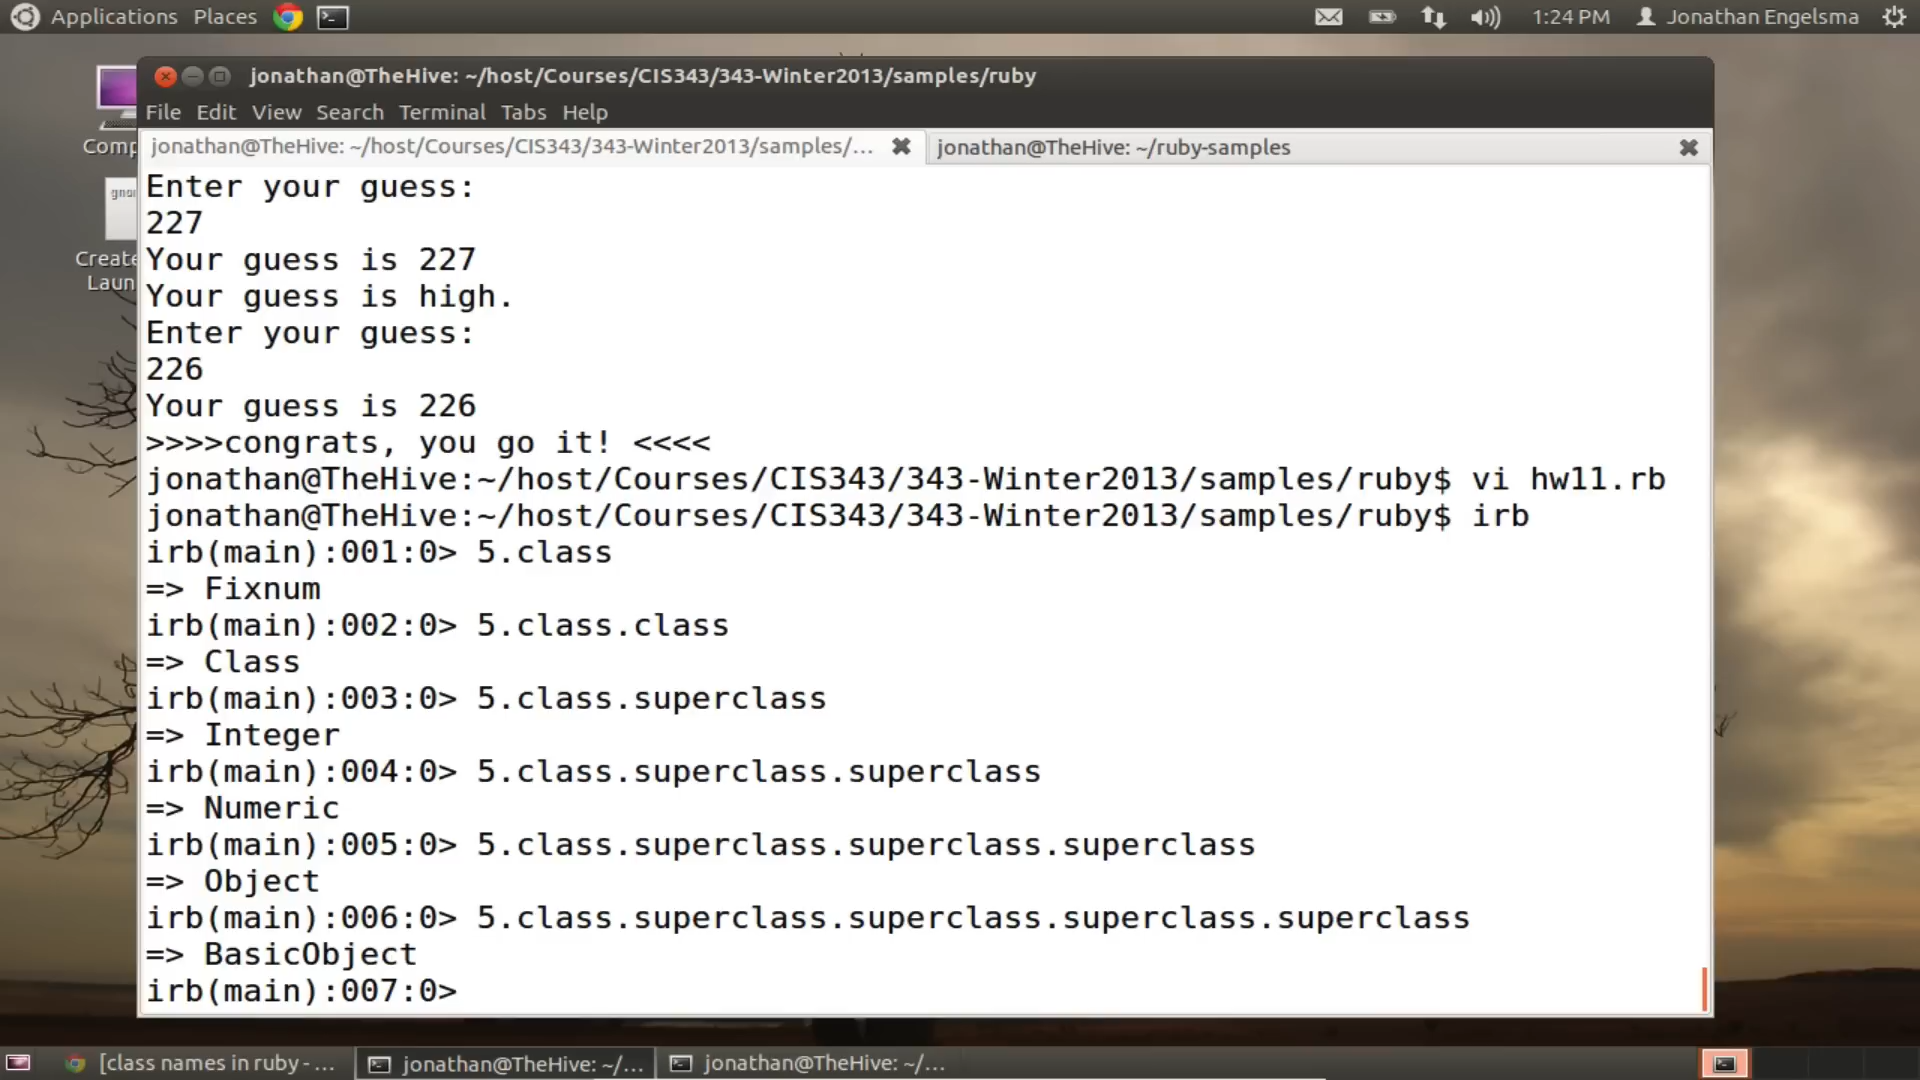 Applications Places 1:24 PM Jonathan Engelsma
jonathan@TheHive: ~/host/Courses/CIS343/343-Winter2013/samples/ruby
File Edit View Search Terminal Tabs Help
jonathan@TheHive: ~/host/Courses/CIS343/343-Winter2013/samples/... jonathan@TheHive: ~/ruby-samples
Comp
gno
Create
Laun
Enter your guess:
227
Your guess is 227
Your guess is high.
Enter your guess:
226
Your guess is 226
>>>>congrats, you go it! <<<<
jonathan@TheHive:~/host/Courses/CIS343/343-Winter2013/samples/ruby$ vi hw11.rb
jonathan@TheHive:~/host/Courses/CIS343/343-Winter2013/samples/ruby$ irb
irb(main):001:0> 5.class
=> Fixnum
irb(main):002:0> 5.class.class
=> Class
irb(main):003:0> 5.class.superclass
=> Integer
irb(main):004:0> 5.class.superclass.superclass
=> Numeric
irb(main):005:0> 5.class.superclass.superclass.superclass
=> Object
irb(main):006:0> 5.class.superclass.superclass.superclass.superclass
=> BasicObject
irb(main):007:0>
[class names in ruby - ... jonathan@TheHive: ~/... jonathan@TheHive: ~/...